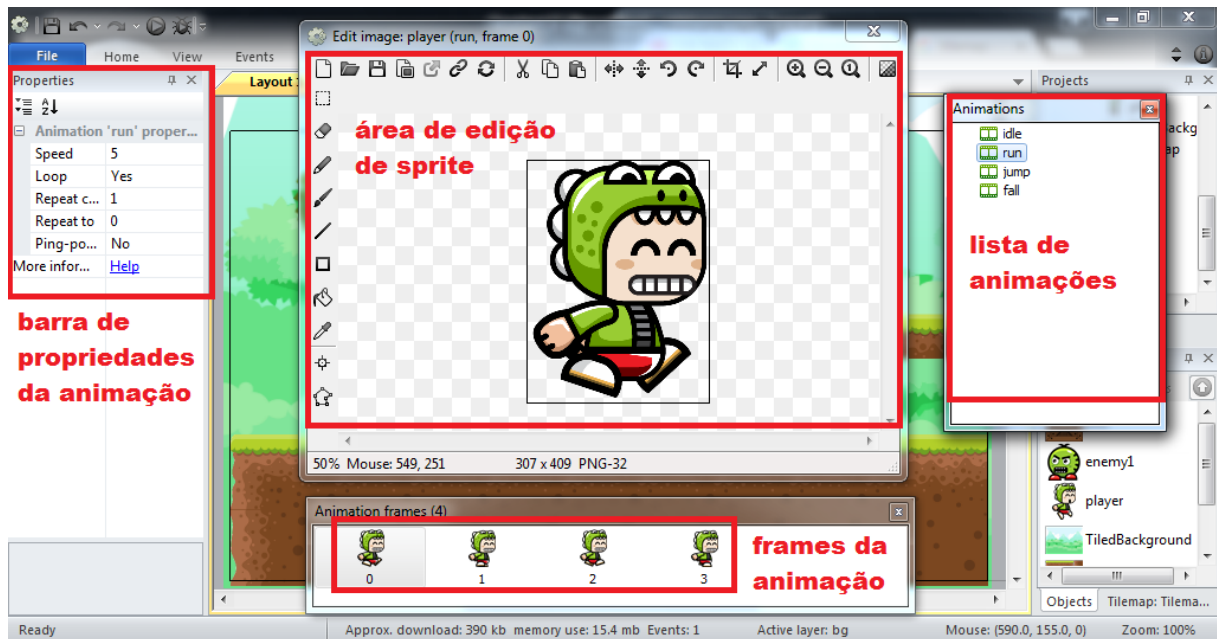 Edit image: player (run, frame 0)
File Home View Events
Properties
Layout
Projects
Animation 'run' proper...
Speed 5
Loop Yes
Repeat c... 1
Repeat to 0
Ping-po... No
More infor... Help
barra de
propriedades
da animação
área de edição
de sprite
Animations
idle
run
jump
fall
lista de
animações
50% Mouse: 549, 251 307 x 409 PNG-32
Animation frames (4)
0 1 2 3
frames da
animação
enemy1
player
TiledBackground
Objects Tilemap: Tilema...
Ready Approx. download: 390 kb memory use: 15.4 mb Events: 1 Active layer: bg Mouse: (590.0, 155.0, 0) Zoom: 100%